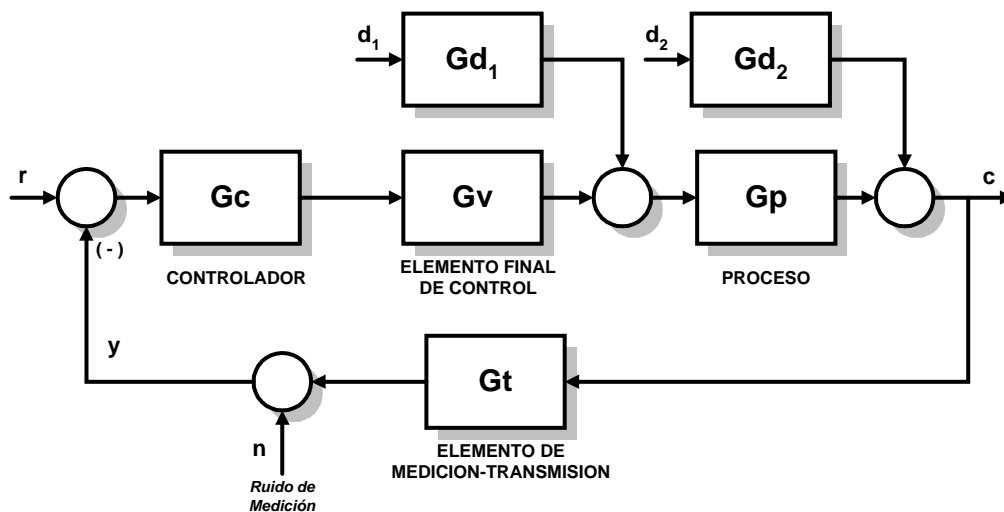 d1
Gd1
d2
Gd2
r
Gc
Gv
Gp
c
( - )
CONTROLADOR
ELEMENTO FINAL
DE CONTROL
PROCESO
y
Gt
n
ELEMENTO DE
MEDICION-TRANSMISION
Ruido de
Medición